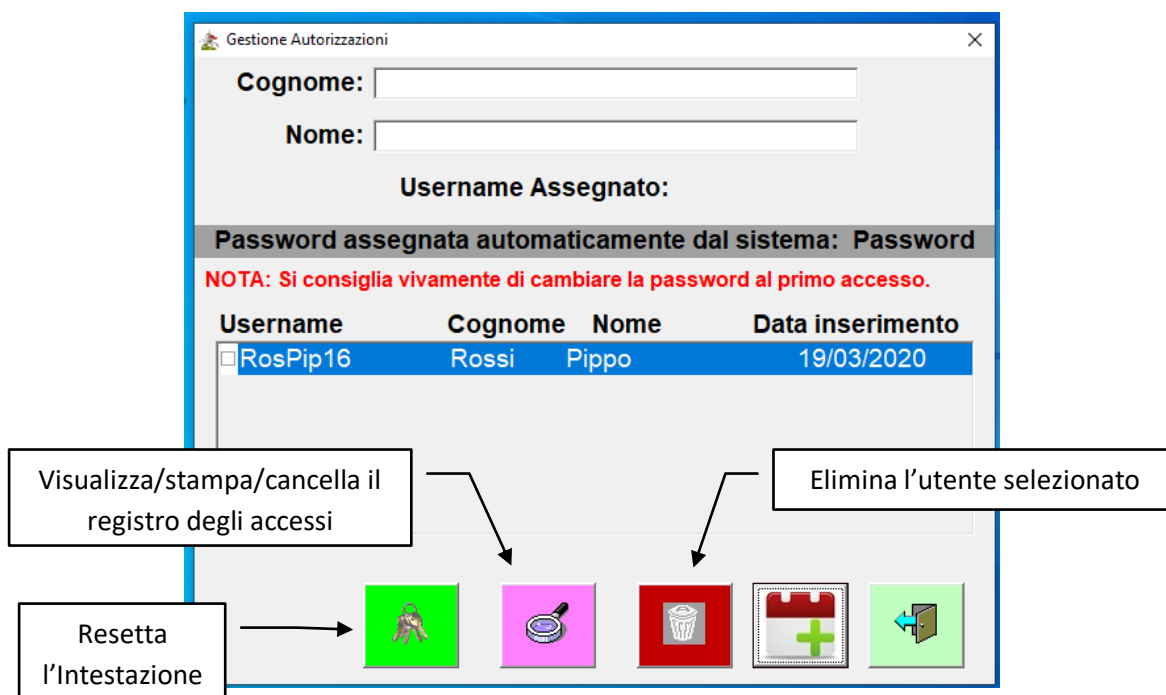 Gestione Autorizzazioni
Cognome:
Nome:
Username Assegnato:
Password assegnata automaticamente dal sistema: Password
NOTA: Si consiglia vivamente di cambiare la password al primo accesso.
Username Cognome Nome Data inserimento
RosPip16 Rossi Pippo 19/03/2020
Visualizza/stampa/cancella il
registro degli accessi
Elimina l’utente selezionato
Resetta
l’Intestazione